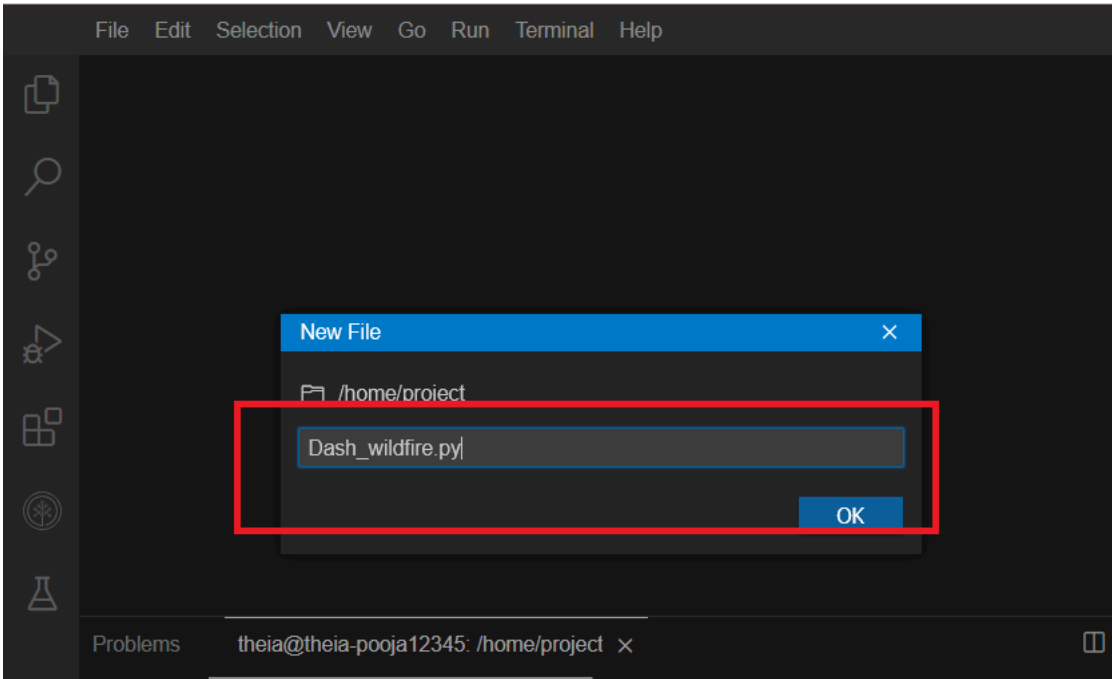 File Edit Selection View Go Run Terminal Help
New File
/home/project
Dash_wildfire.py
OK
Problems theia@theia-pooja12345: /home/project